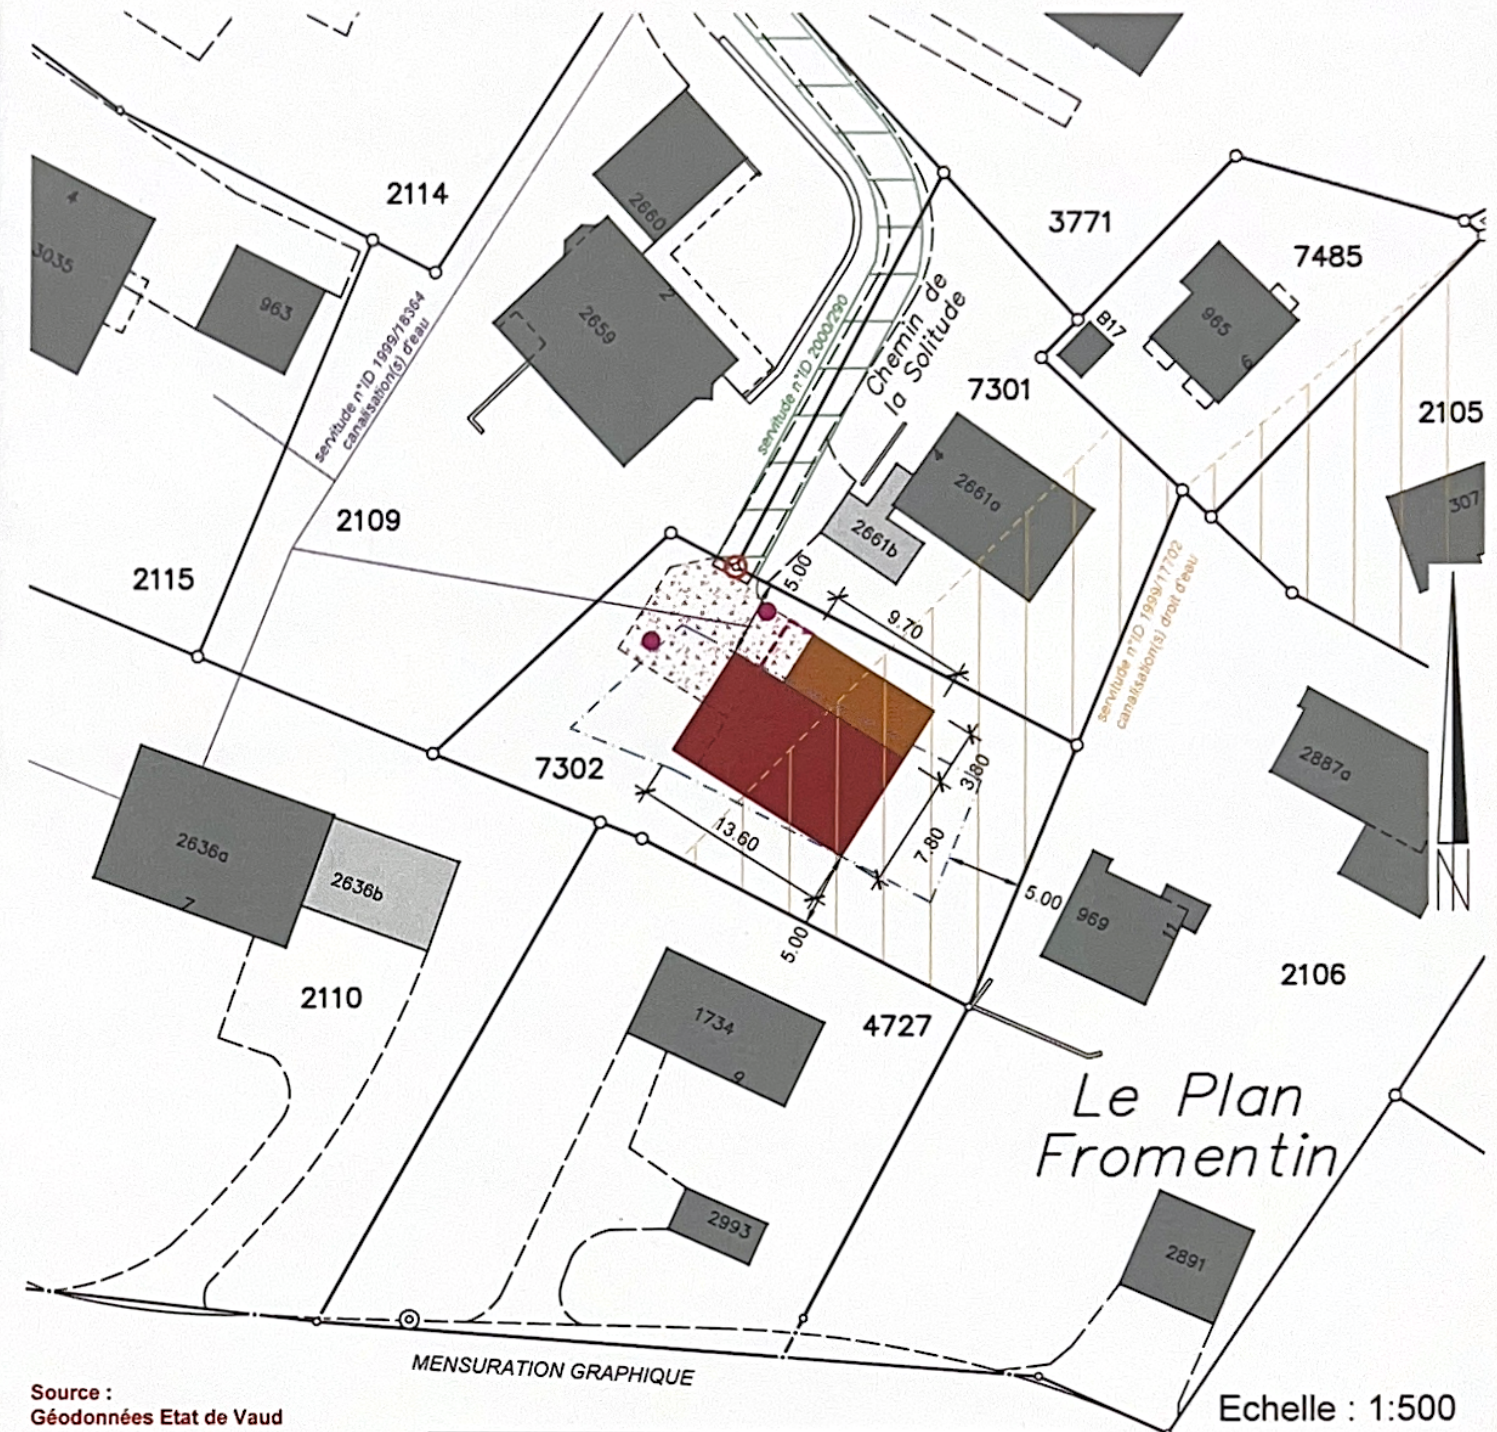 2114
3771
7485
4
3035
963
2660
2
2659
servitude n°ID 1999/18364
canalisation(s) d'eau
servitude n°ID 2000/290
Chemin de
la Solitude
B17
965
6
7301
2105
307
2109
4
2661a
2661b
2115
5.00
9.70
servitude n°ID 1999/17702
canalisation(s) droit d'eau
7302
3.80
13.60
7.80
2887a
2636a
7
2636b
5.00
969
11
5.00
N
2110
1734
9
4727
2106
Le Plan
Fromentin
2993
2891
MENSURATION GRAPHIQUE
Source :
Géodonnées Etat de Vaud
Echelle : 1:500